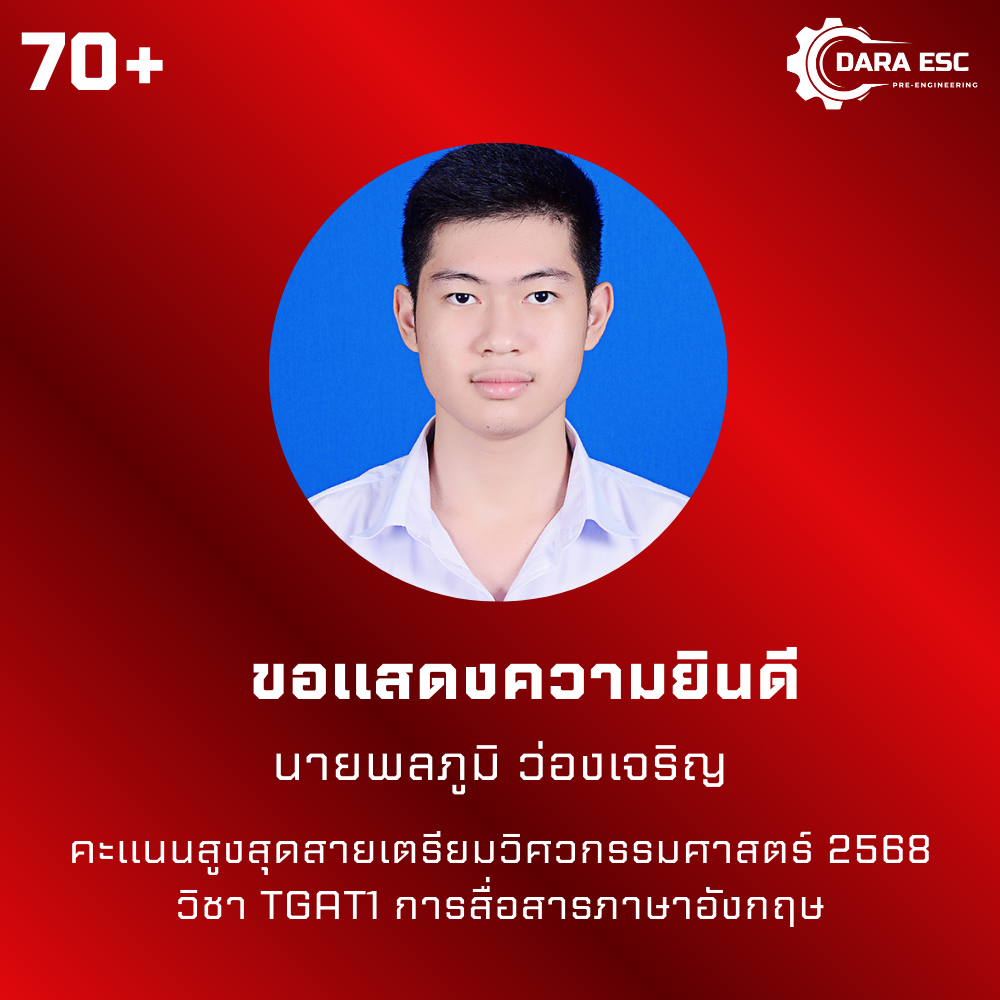 70+
DARA ESC
PRE-ENGINEERING
ขอแสดงความยินดี
นายพลภูมิ ว่องเจริญ
คะแนนสูงสุดสายเตรียมวิศวกรรมศาสตร์ 2568
วิชา TGAT1 การสื่อสารภาษาอังกฤษ